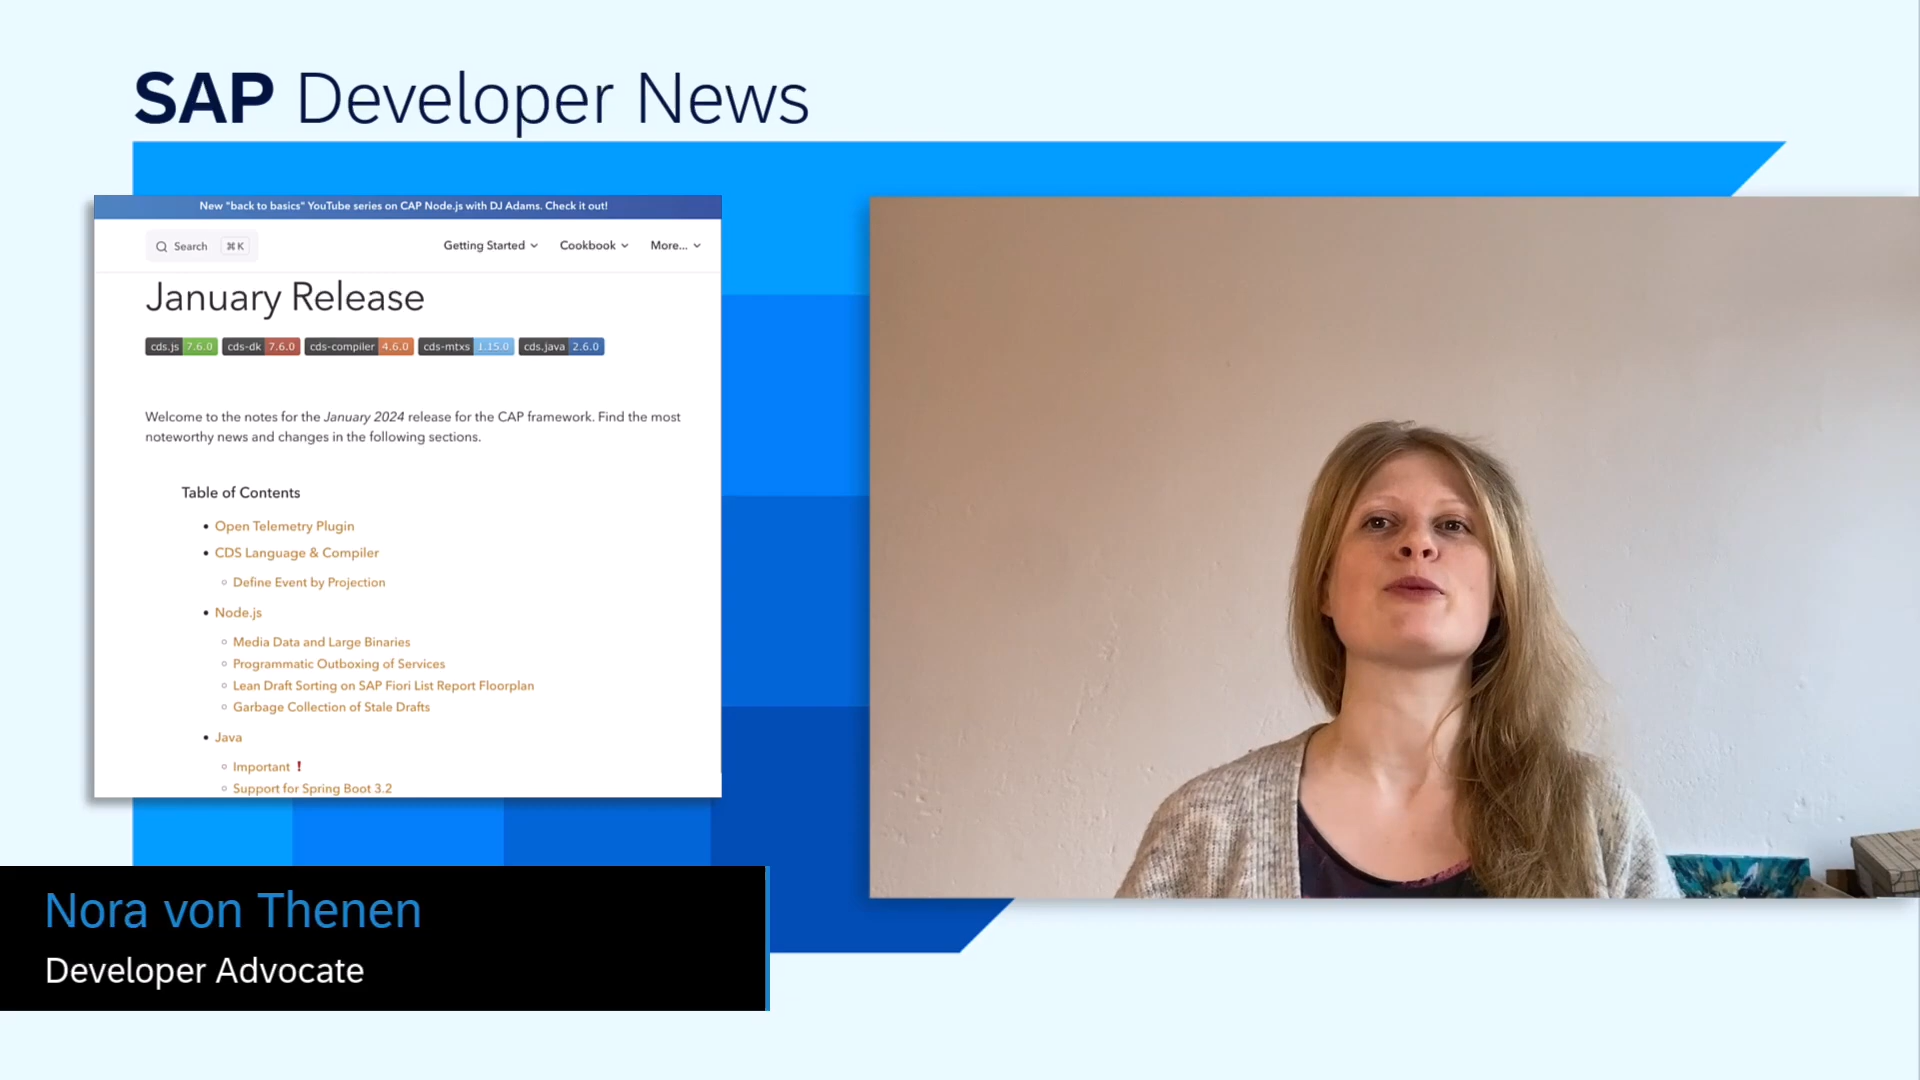 SAP Developer News
New "back to basics" YouTube series on CAP Node.js with DJ Adams. Check it out!
Search ⌘ K Getting Started Cookbook More...
January Release
cds.js 7.6.0 cds-dk 7.6.0 cds-compiler 4.6.0 cds-mtxs 1.15.0 cds.java 2.6.0
Welcome to the notes for the January 2024 release for the CAP framework. Find the most
noteworthy news and changes in the following sections.
Table of Contents
Open Telemetry Plugin
CDS Language & Compiler
Define Event by Projection
Node.js
Media Data and Large Binaries
Programmatic Outboxing of Services
Lean Draft Sorting on SAP Fiori List Report Floorplan
Garbage Collection of Stale Drafts
Java
Important !
Support for Spring Boot 3.2
Nora von Thenen
Developer Advocate